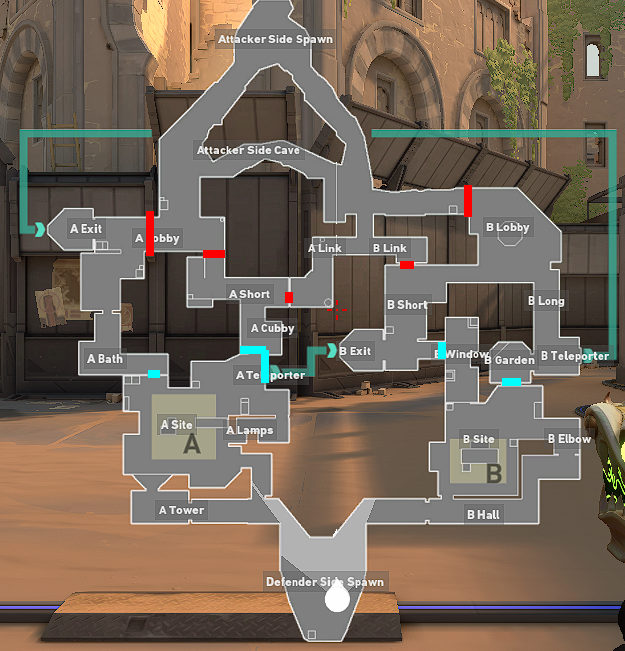 Attacker Side Spawn
Attacker Side Cave
A Exit
A Lobby
A Link
B Link
B Lobby
A Short
B Short
B Long
A Cubby
A Bath
B Exit
B Window
B Garden
B Teleporter
A Teleporter
A Site
A Lamps
A
B Site
B Elbow
B
A Tower
B Hall
Defender Side Spawn